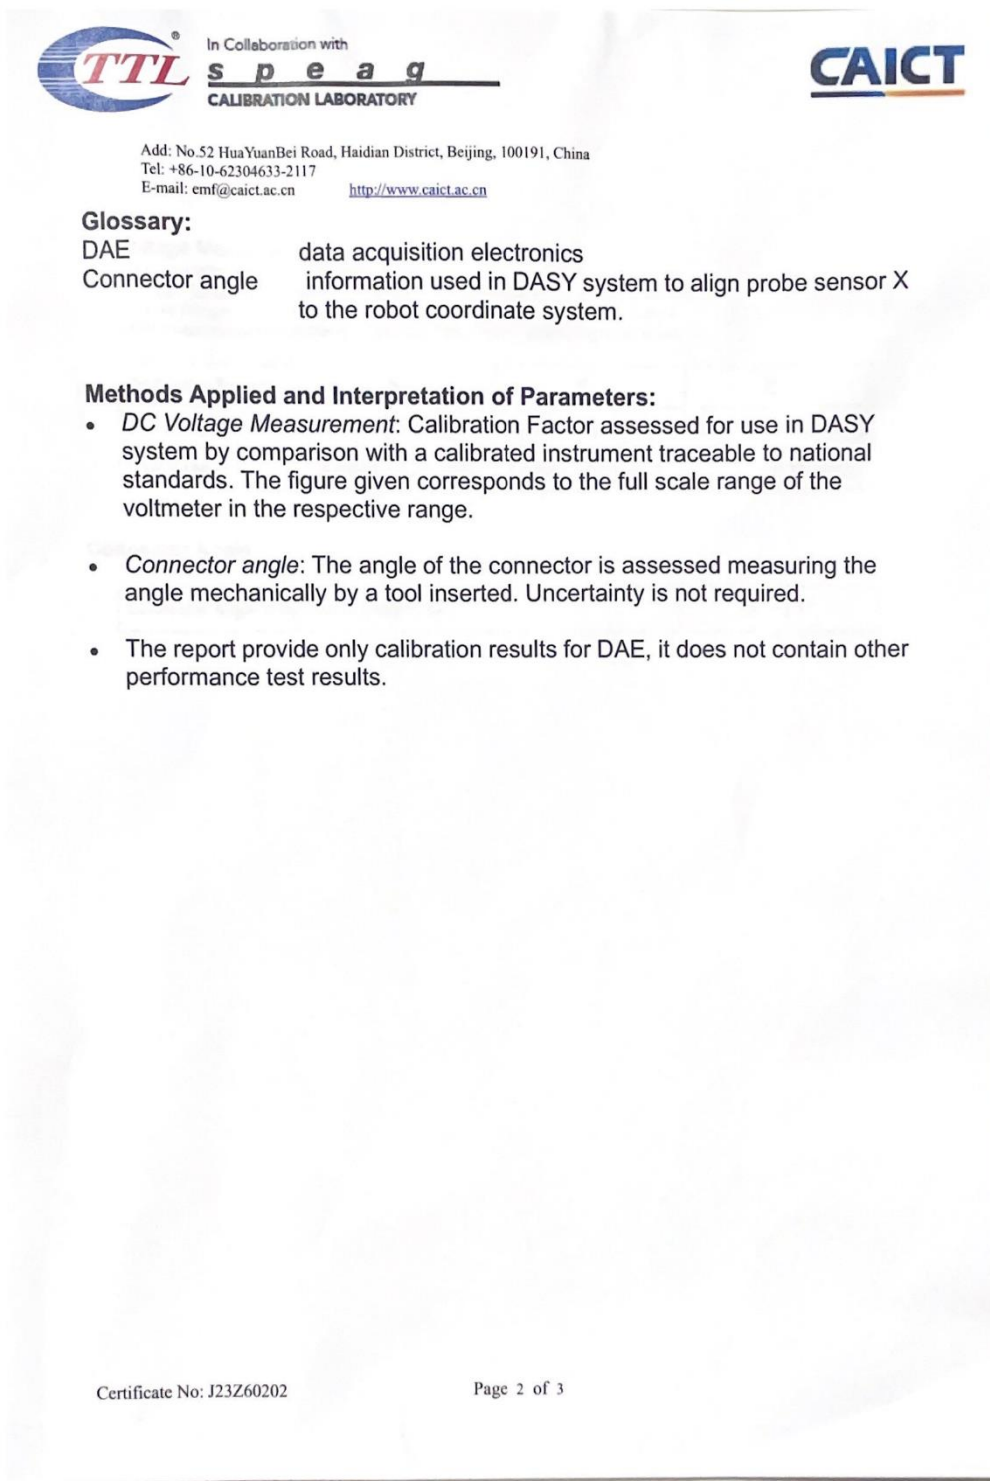 TTL®
In Collaboration with
s p e a g
CALIBRATION LABORATORY
CAICT
Add: No.52 HuaYuanBei Road, Haidian District, Beijing, 100191, China
Tel: +86-10-62304633-2117
E-mail: emf@caict.ac.cn http://www.caict.ac.cn
Glossary:
DAE data acquisition electronics
Connector angle information used in DASY system to align probe sensor X
to the robot coordinate system.
Methods Applied and Interpretation of Parameters:
• DC Voltage Measurement: Calibration Factor assessed for use in DASY
system by comparison with a calibrated instrument traceable to national
standards. The figure given corresponds to the full scale range of the
voltmeter in the respective range.
• Connector angle: The angle of the connector is assessed measuring the
angle mechanically by a tool inserted. Uncertainty is not required.
• The report provide only calibration results for DAE, it does not contain other
performance test results.
Certificate No: J23Z60202 Page 2 of 3